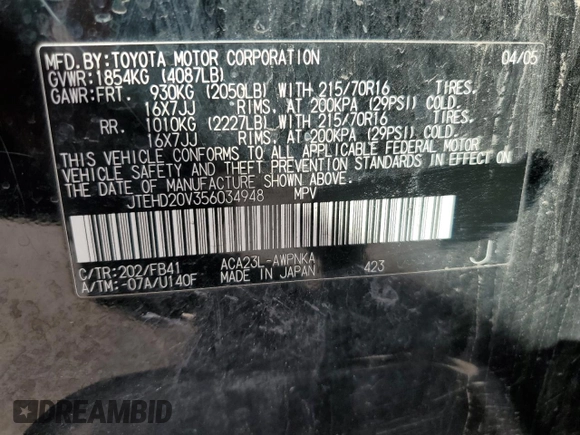 MFD.BY:TOYOTA MOTOR CORPORATION 04/05
GVWR:1854KG (4087LB)
GAWR:FRT. 930KG (2050LB) WITH 215/70R16 TIRES.
16X7JJ RIMS. AT 200KPA (29PSI) COLD.
RR. 1010KG (2227LB) WITH 215/70R16 TIRES.
16X7JJ RIMS. AT 200KPA (29PSI) COLD.
THIS VEHICLE CONFORMS TO ALL APPLICABLE FEDERAL MOTOR
VEHICLE SAFETY AND THEFT PREVENTION STANDARDS IN EFFECT
ON THE DATE OF MANUFACTURE SHOWN ABOVE.
JTEHD20V356034948 MPV
C/TR:202/FB41 ACA23L-AWPNKA 423 J
A/TM:-07A/U140F MADE IN JAPAN
DREAMBID